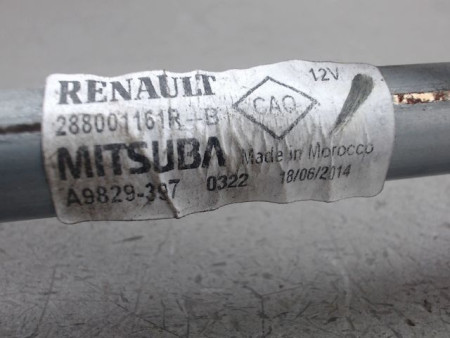 RENAULT
12V
288001161R--B
CAQ
MITSUBA Made in Morocco
A9829-397 0322 18/06/2014